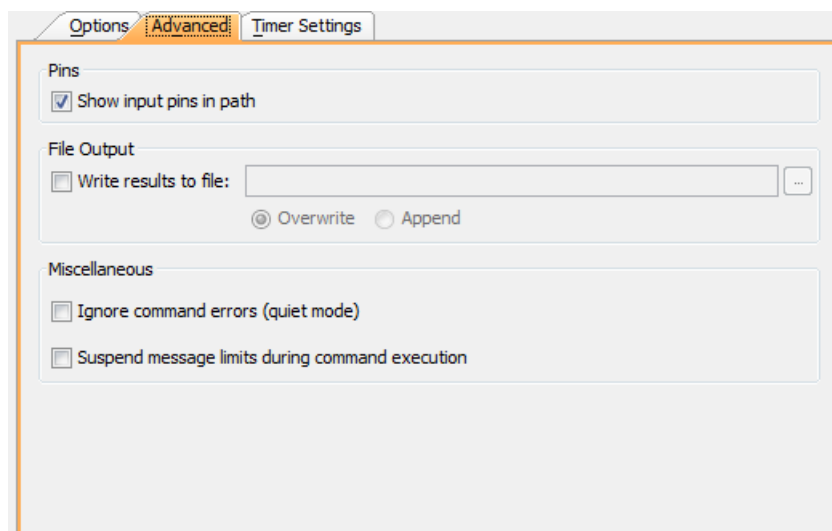 Options Advanced Timer Settings
Pins
Show input pins in path
File Output
Write results to file: ...
Overwrite Append
Miscellaneous
Ignore command errors (quiet mode)
Suspend message limits during command execution